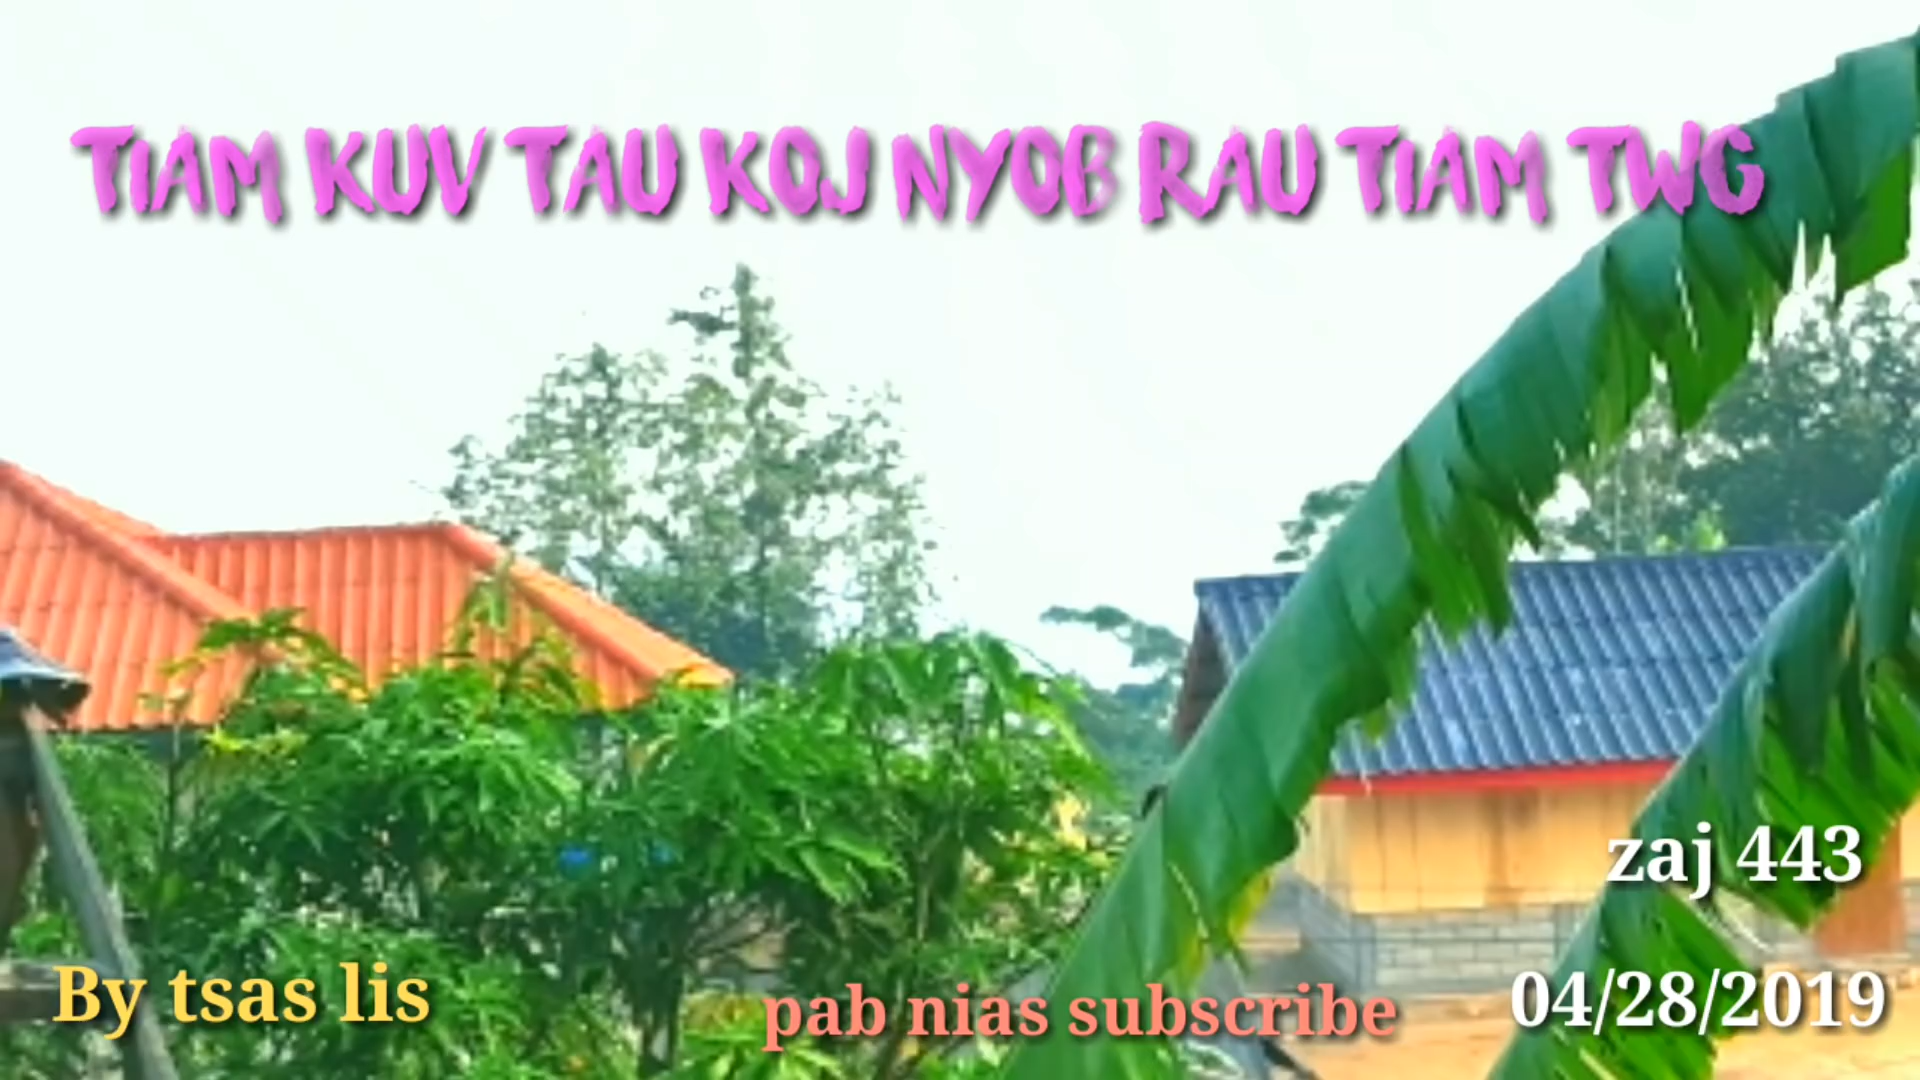 TIAM KUV TAU KOJ NYOB RAU TIAM TWG
zaj 443
By tsas lis
pab nias subscribe
04/28/2019